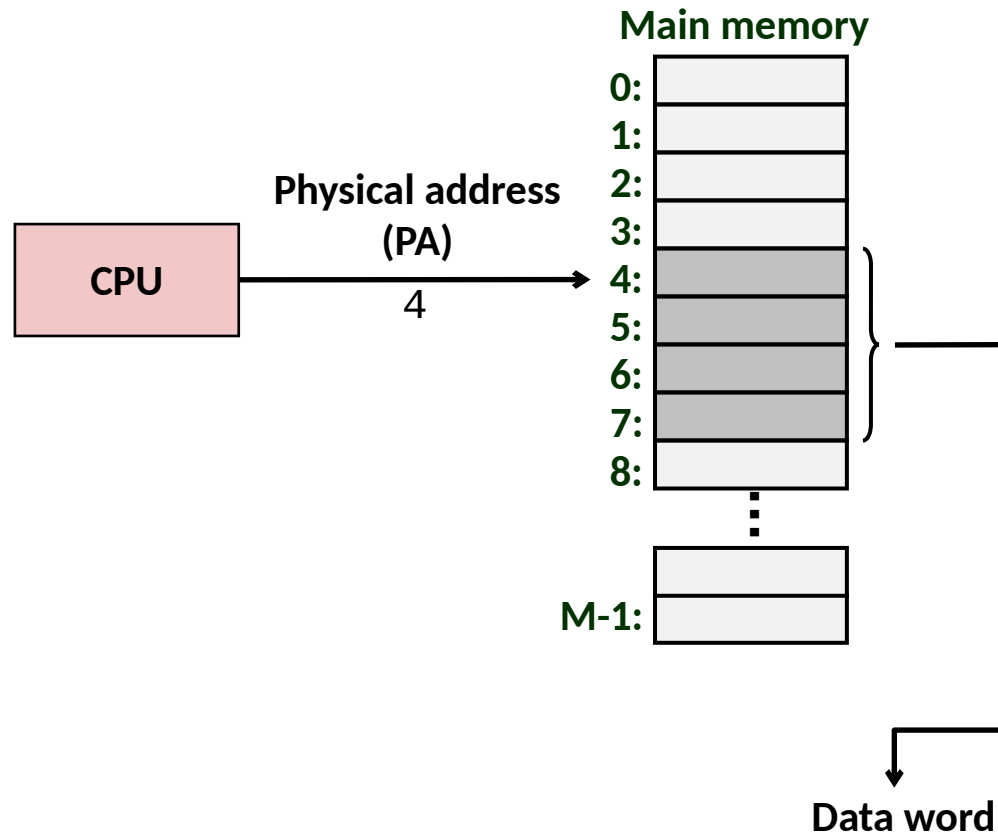 Main memory
0:
1:
Physical address
2:
(PA)
3:
CPU
4:
4
5:
6:
7:
8:
M-1:
Data word